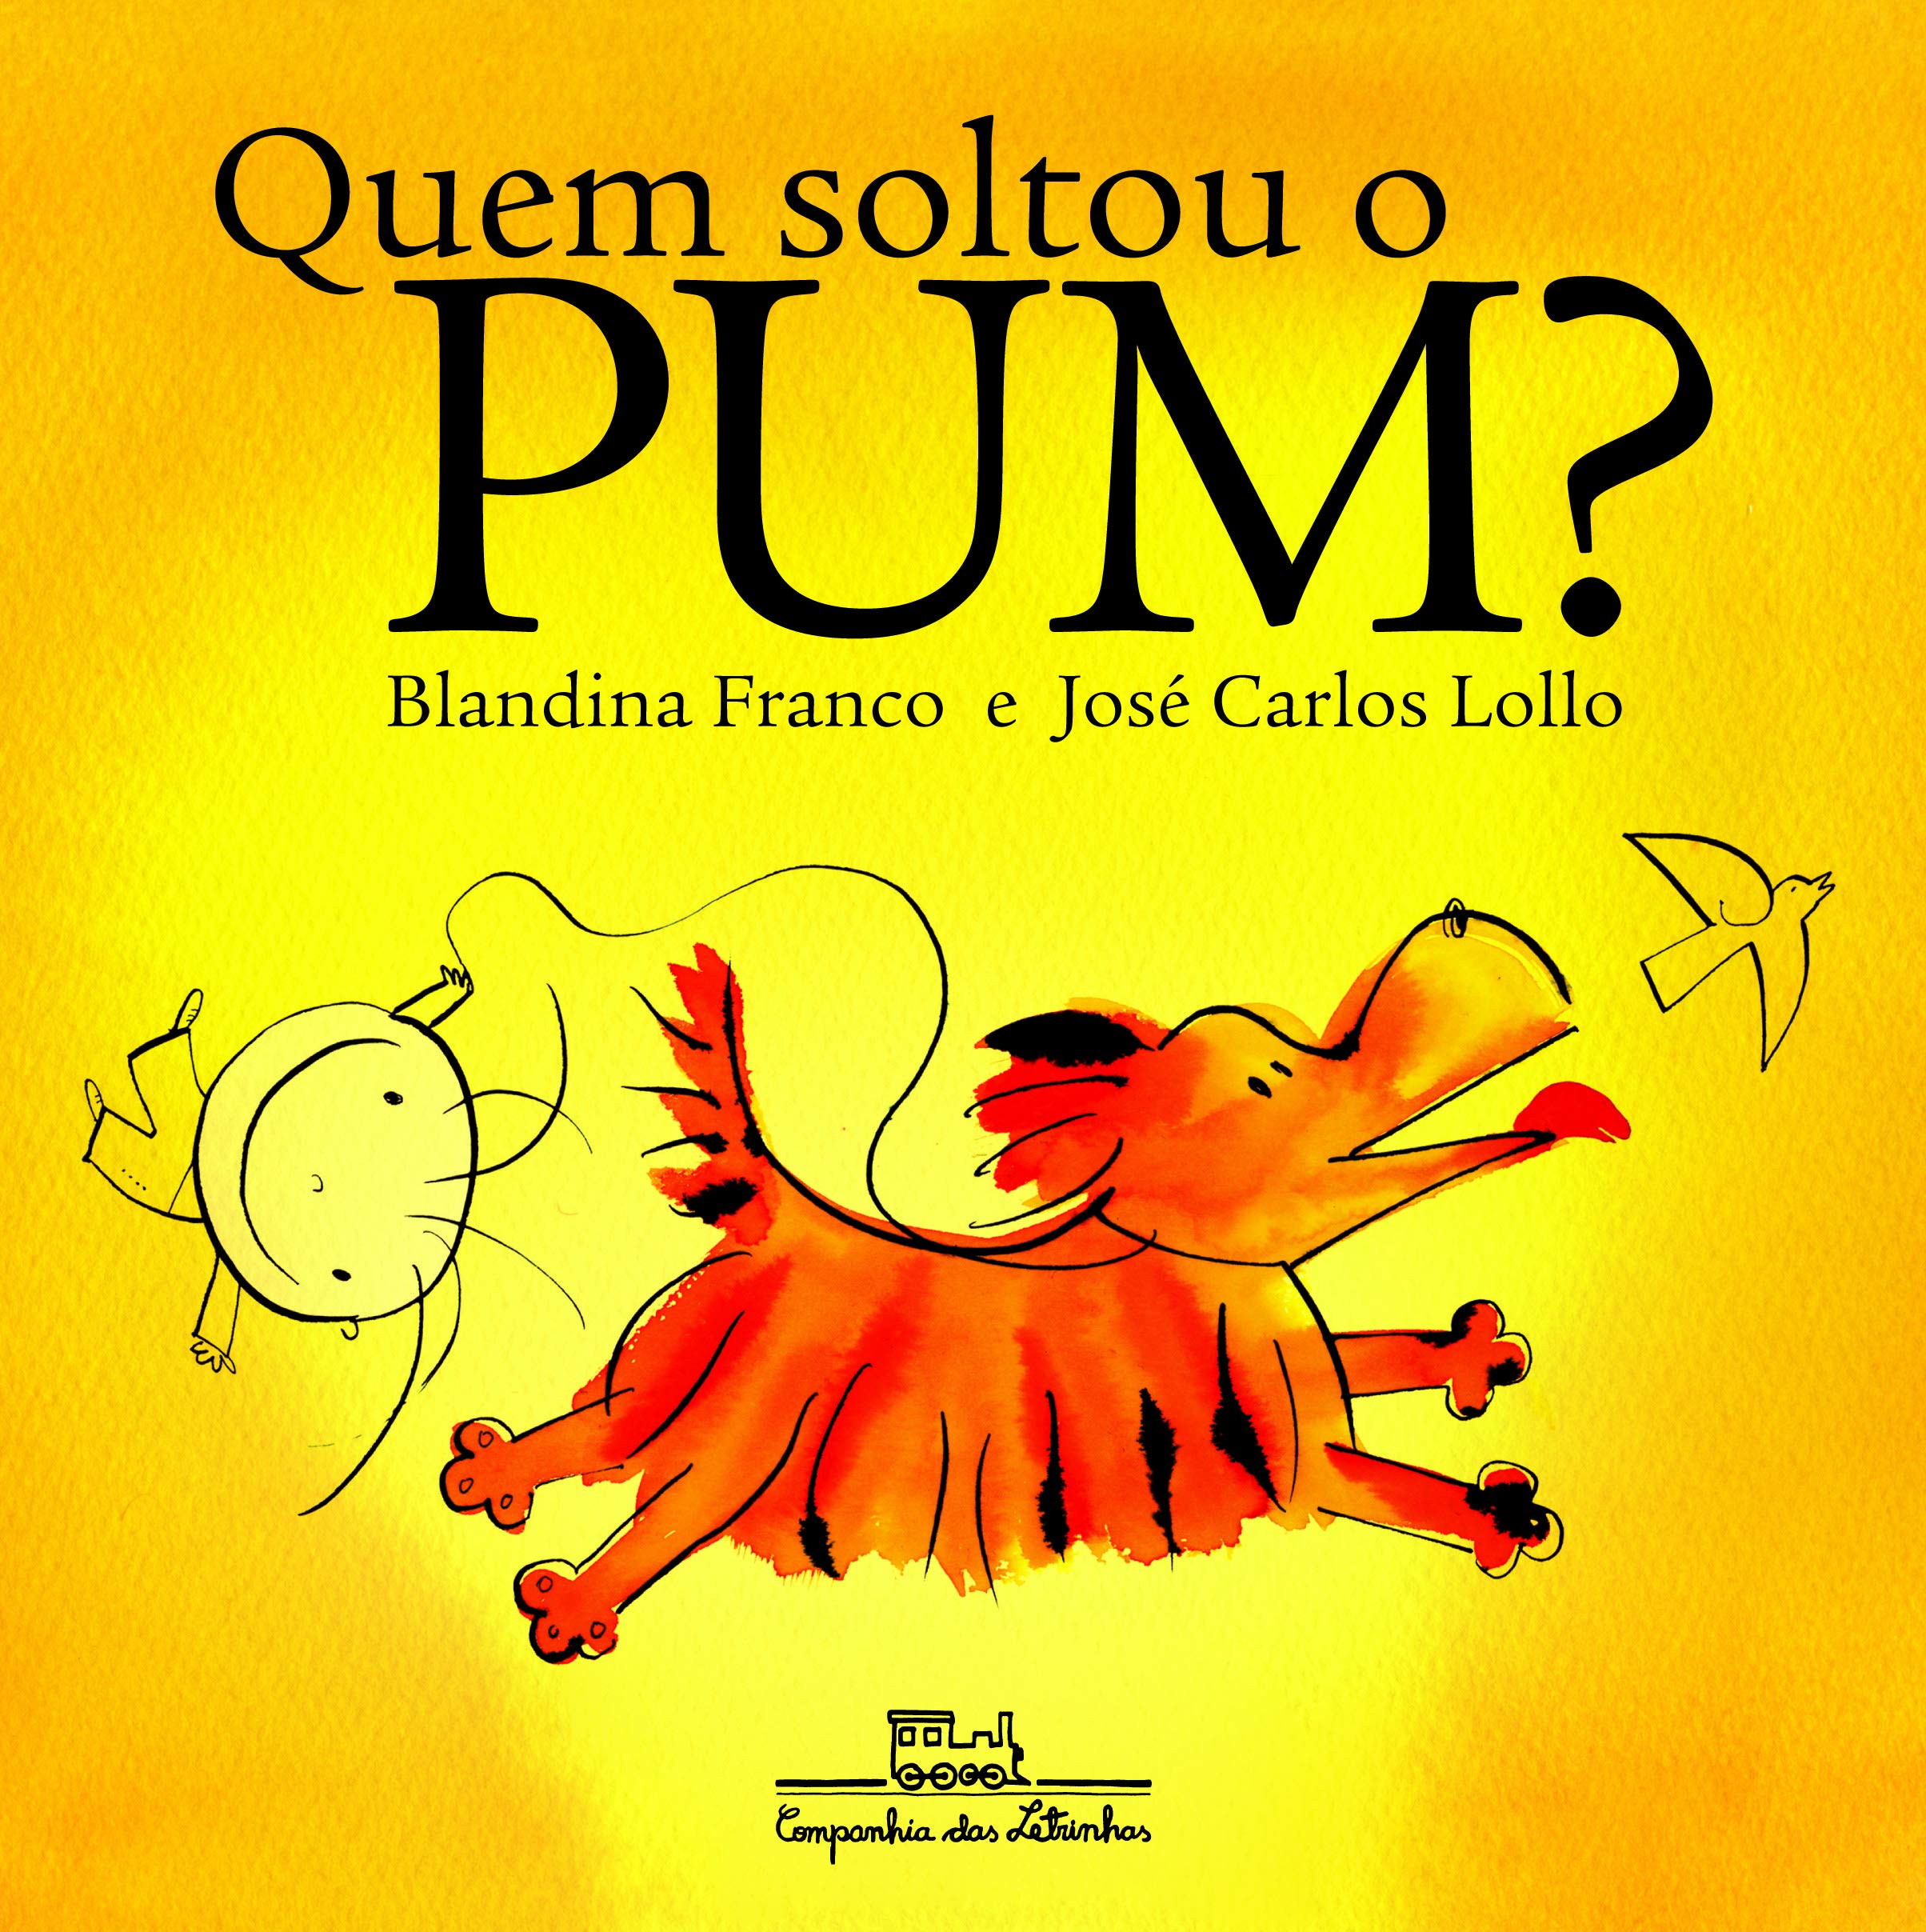 Quem soltou o
PUM?
Blandina Franco e José Carlos Lollo
Companhia das Letrinhas